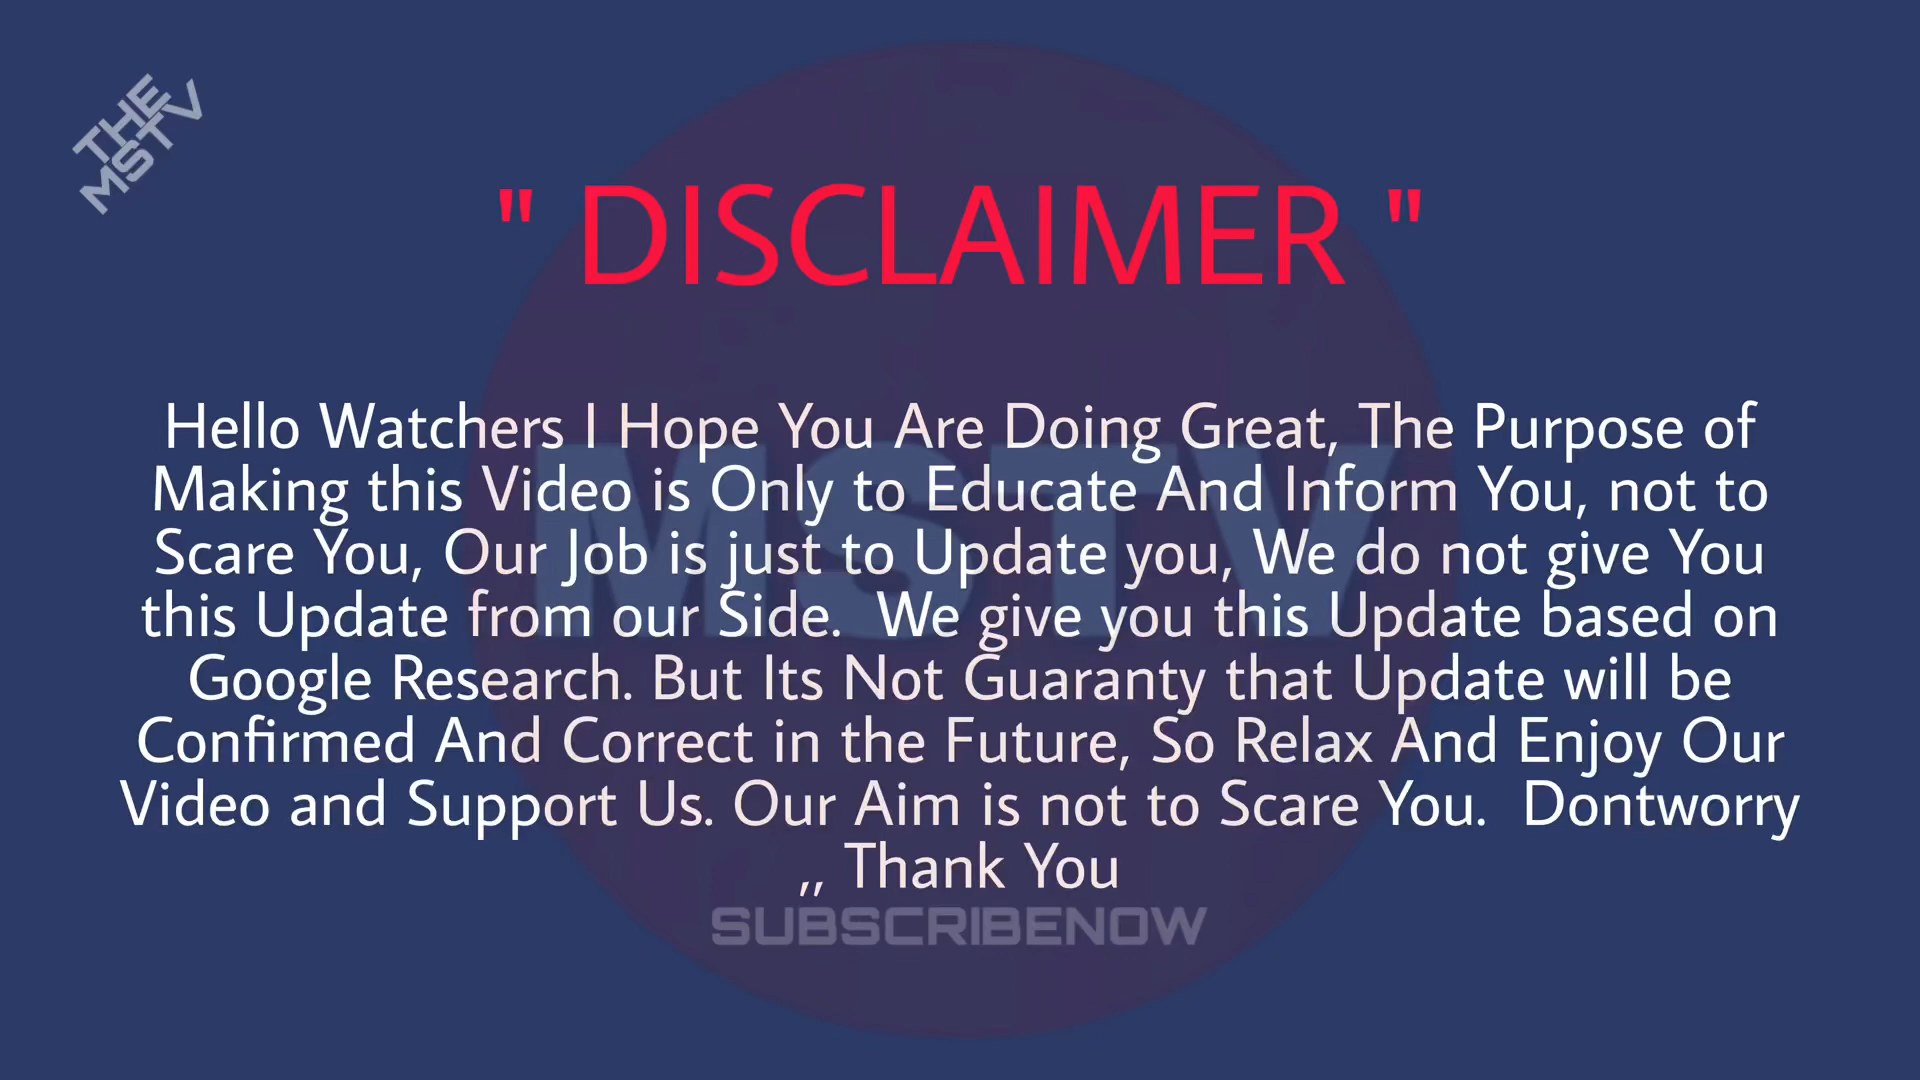 THE
MSTV
" DISCLAIMER "
Hello Watchers I Hope You Are Doing Great, The Purpose of
Making this Video is Only to Educate And Inform You, not to
Scare You, Our Job is just to Update you, We do not give You
this Update from our Side.  We give you this Update based on
Google Research. But Its Not Guaranty that Update will be
Confirmed And Correct in the Future, So Relax And Enjoy Our
Video and Support Us. Our Aim is not to Scare You.  Dontworry
,, Thank You
MSTV
SUBSCRIBENOW